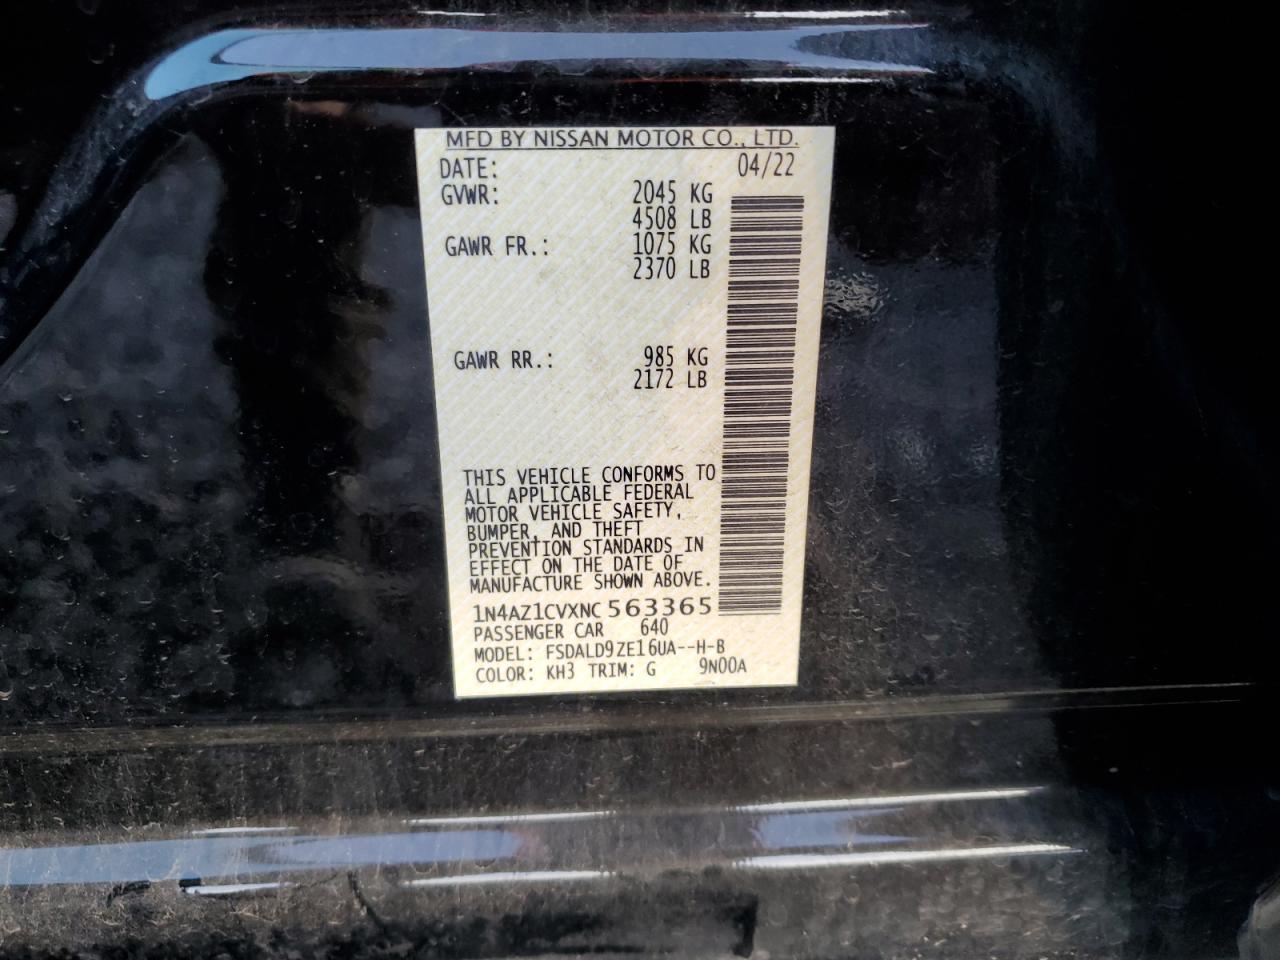 MFD BY NISSAN MOTOR CO., LTD.
DATE: 04/22
GVWR: 2045 KG
4508 LB
GAWR FR.: 1075 KG
2370 LB
GAWR RR.: 985 KG
2172 LB
THIS VEHICLE CONFORMS TO
ALL APPLICABLE FEDERAL
MOTOR VEHICLE SAFETY,
BUMPER, AND THEFT
PREVENTION STANDARDS IN
EFFECT ON THE DATE OF
MANUFACTURE SHOWN ABOVE.
1N4AZ1CVXNC563365
PASSENGER CAR 640
MODEL: FSDALD9ZE16UA--H-B
COLOR: KH3 TRIM: G 9N00A